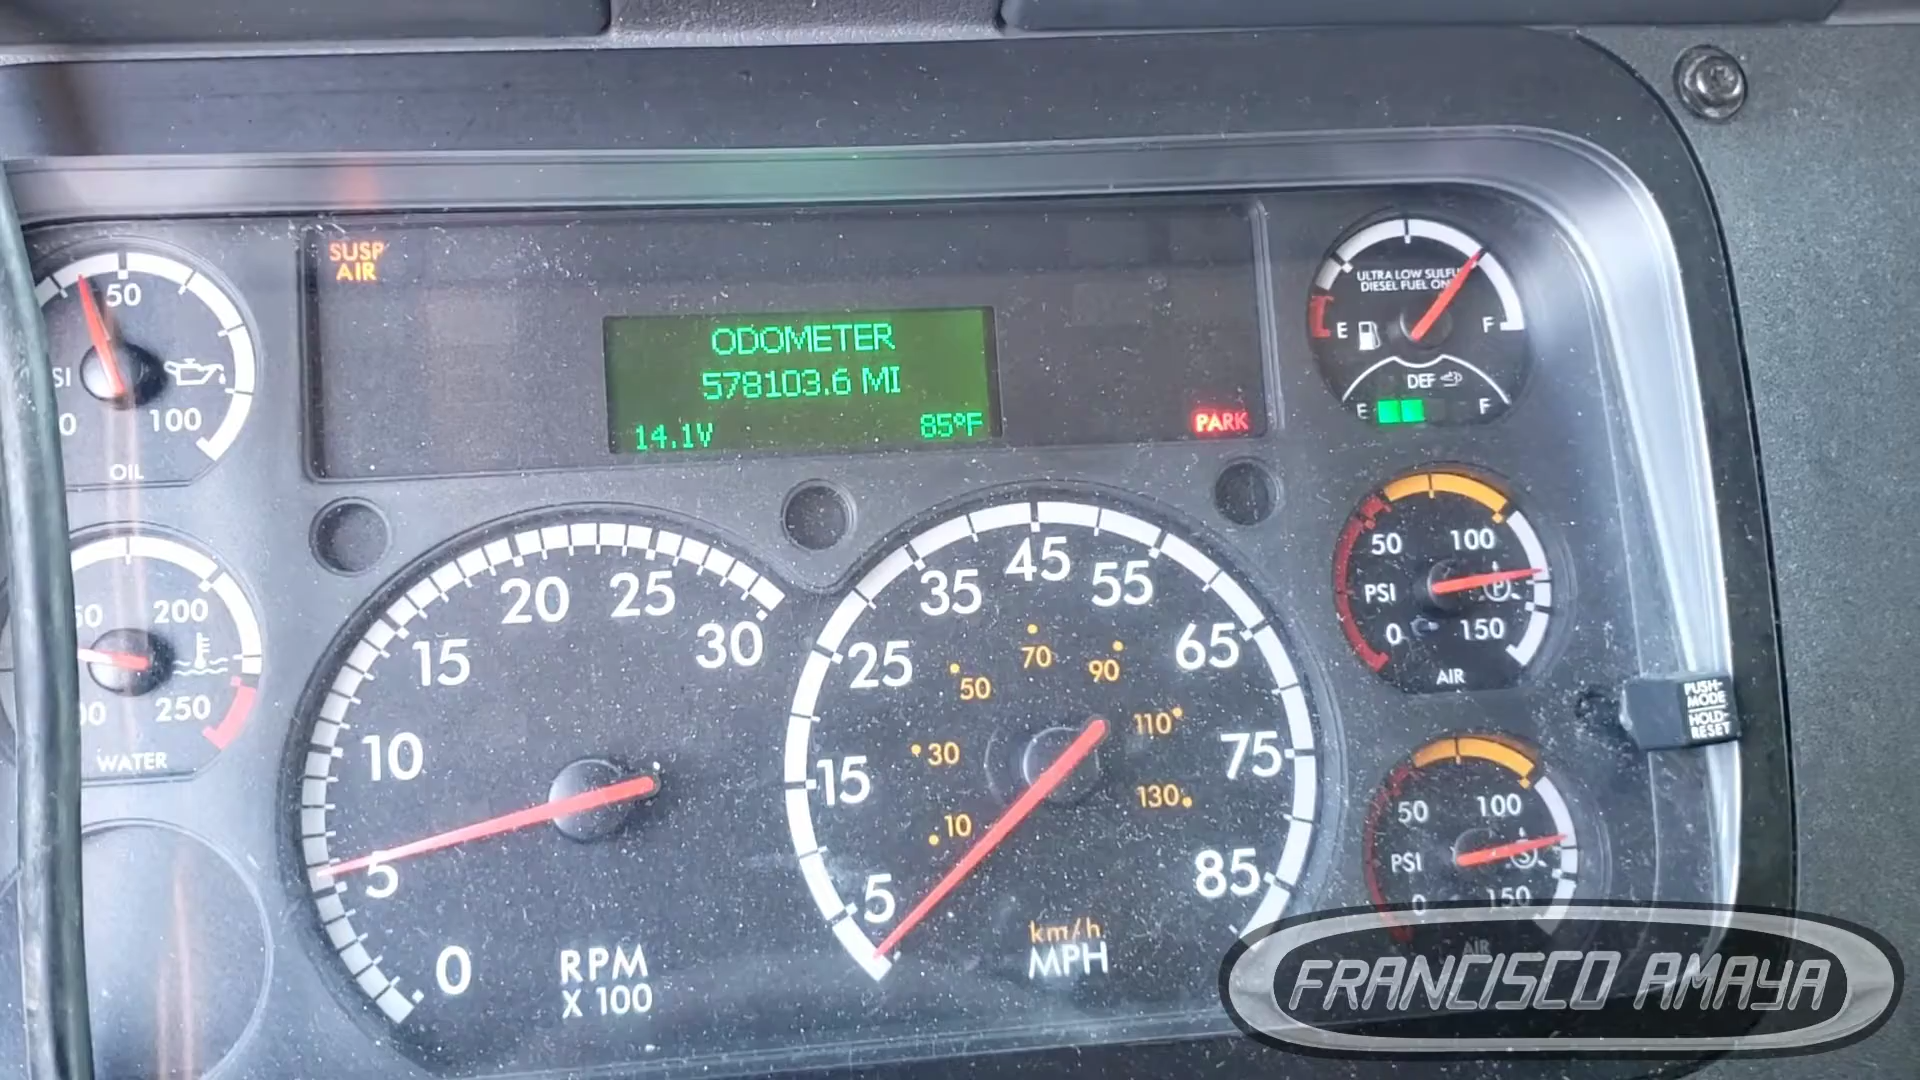 SUSP
AIR
ODOMETER
578103.6 MI
14.1V
85°F
PARK
50
100
OIL
200
250
WATER
ULTRA LOW
DIESEL FUEL
E
F
DEF
E
F
50
100
PSI
0
P
150
AIR
50
100
PSI
0
S
150
AIR
PUSH-
MODE
HOLD-
RESET
0
5
10
15
20
25
30
RPM
X 100
5
15
25
35
45
55
65
75
85
10
30
50
70
90
110
130
km/h
MPH
FRANCISCO AMAYA